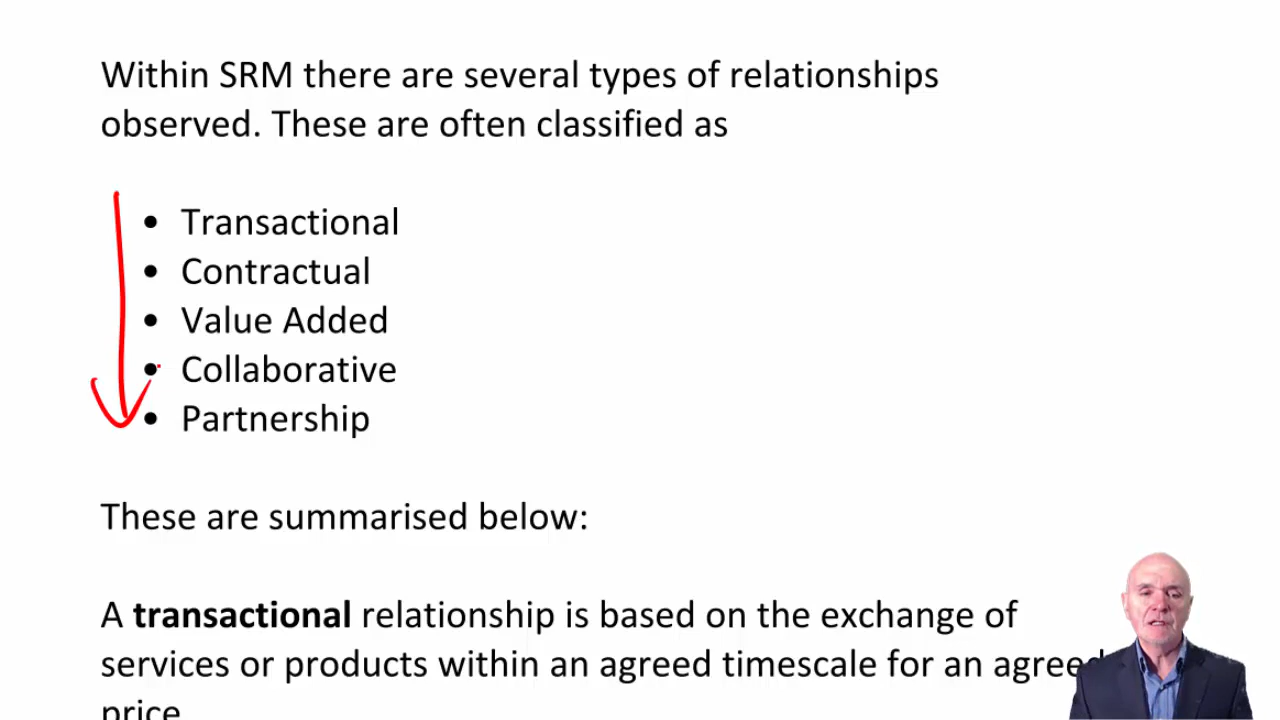 Within SRM there are several types of relationships
observed. These are often classified as
• Transactional
• Contractual
• Value Added
• Collaborative
• Partnership
These are summarised below:
A transactional relationship is based on the exchange of
services or products within an agreed timescale for an agreed
price